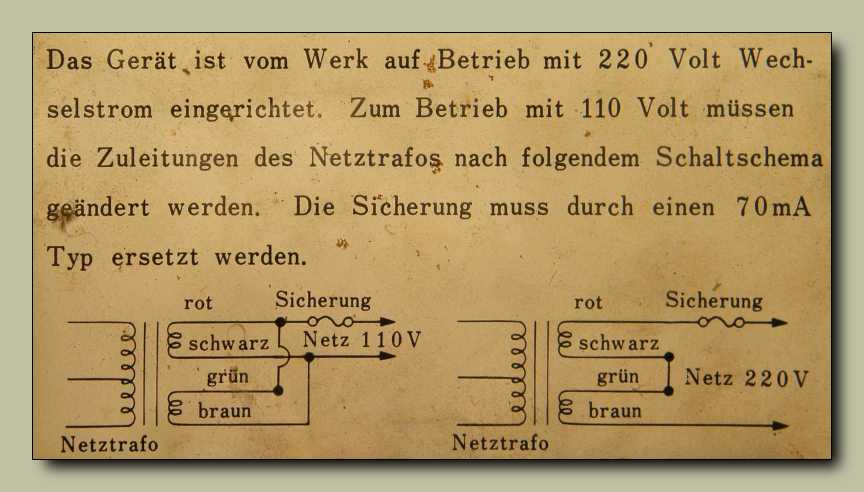 Das Gerät ist vom Werk auf Betrieb mit 220 Volt Wech-
selstrom eingerichtet. Zum Betrieb mit 110 Volt müssen
die Zuleitungen des Netztrafos nach folgendem Schaltschema
geändert werden. Die Sicherung muss durch einen 70mA
Typ ersetzt werden.
rot Sicherung
schwarz Netz 110V
grün
braun
Netztrafo
rot Sicherung
schwarz
grün Netz 220V
braun
Netztrafo